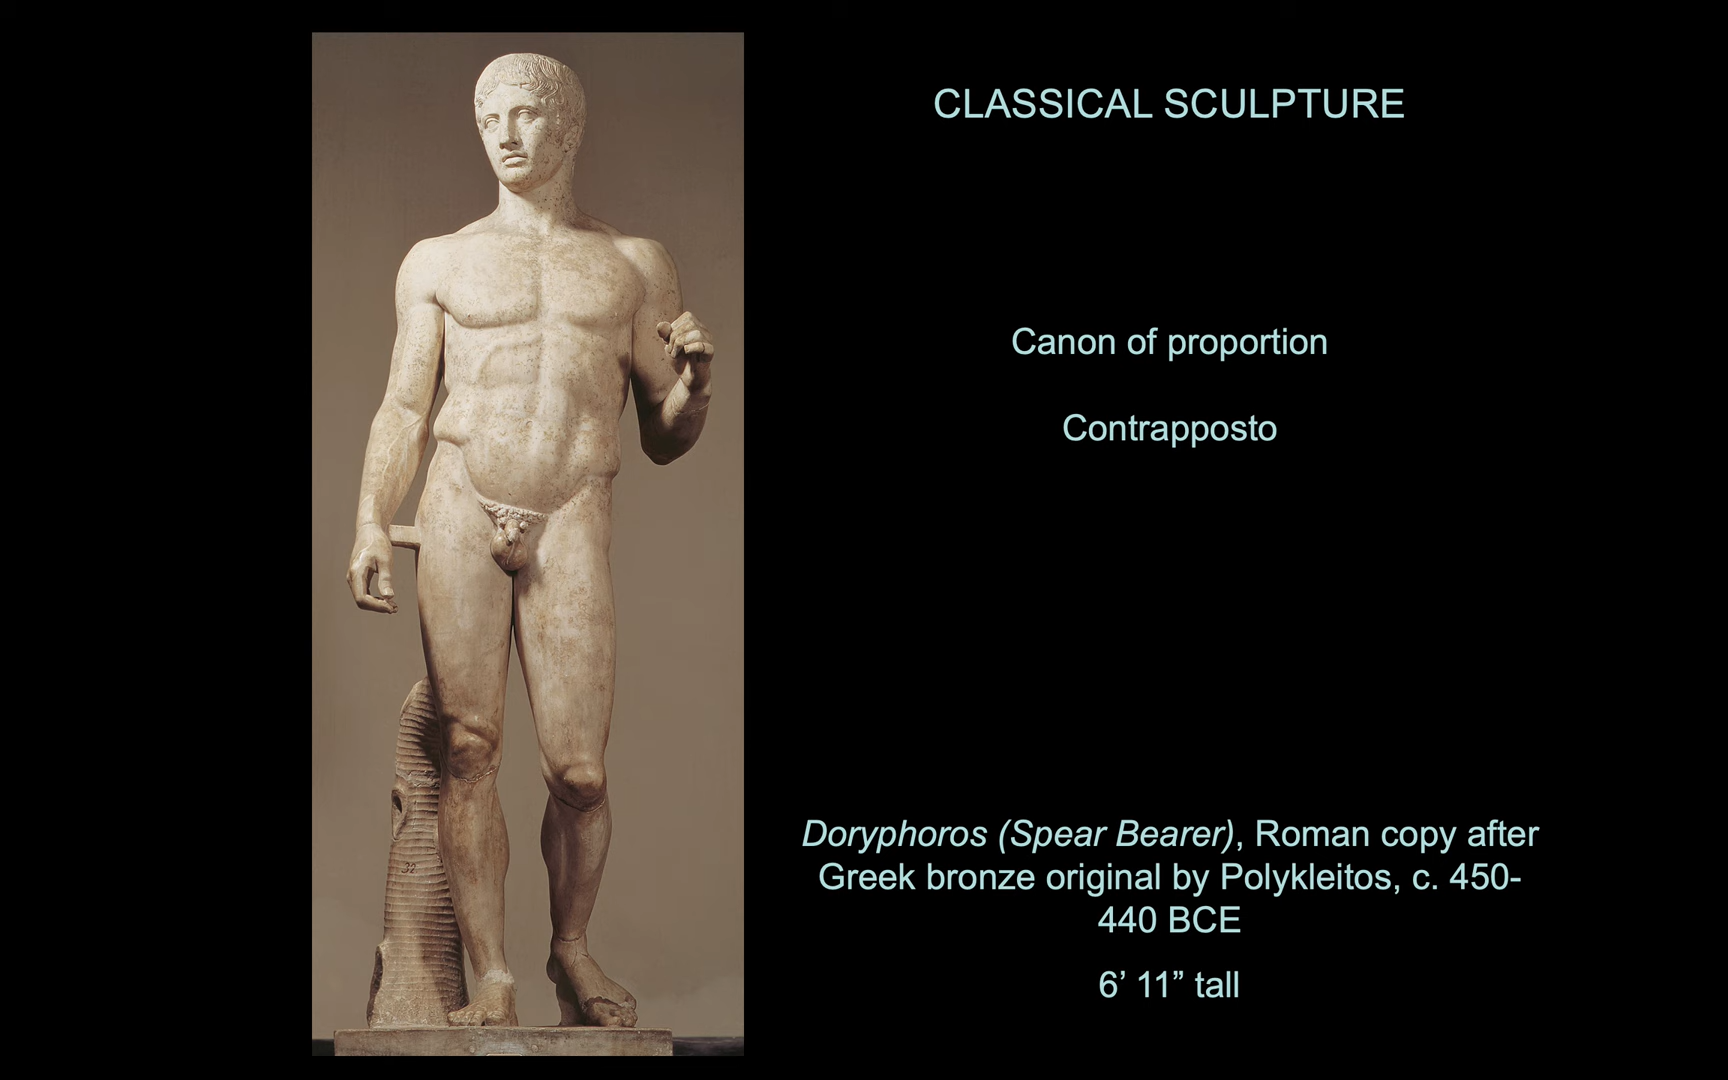 CLASSICAL SCULPTURE
Canon of proportion
Contrapposto
Doryphoros (Spear Bearer), Roman copy after
Greek bronze original by Polykleitos, c. 450-
440 BCE
6’ 11” tall
32